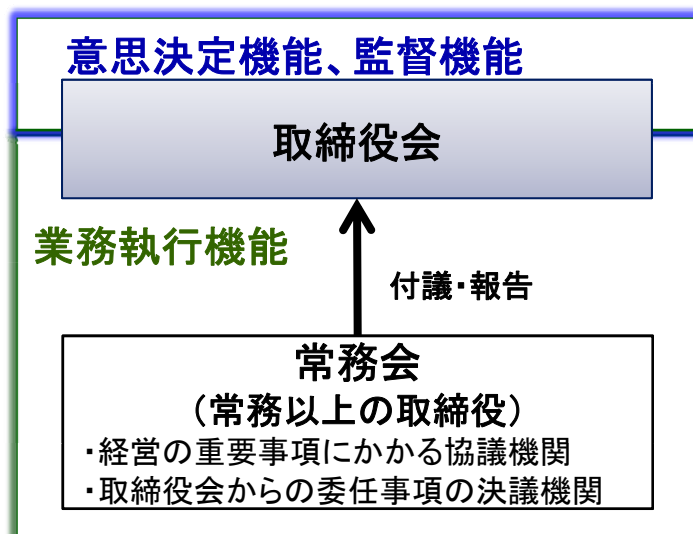 意思決定機能、監督機能
取締役会
業務執行機能
付議・報告
常務会
（常務以上の取締役）
・経営の重要事項にかかる協議機関
・取締役会からの委任事項の決議機関